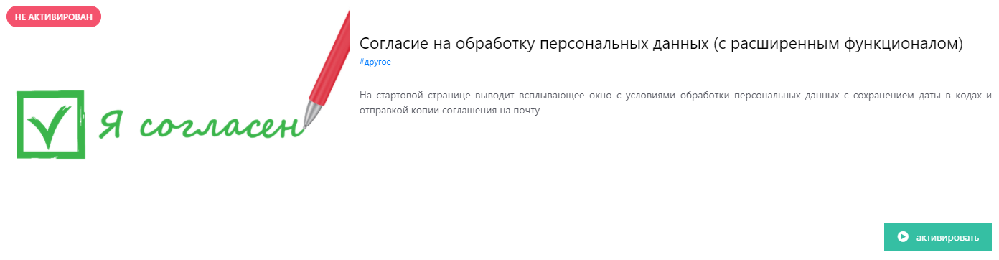 НЕ АКТИВИРОВАН
Я согласен
Согласие на обработку персональных данных (с расширенным функционалом)
#другое
На стартовой странице выводит всплывающее окно с условиями обработки персональных данных с сохранением даты в кодах и
отправкой копии соглашения на почту
активировать